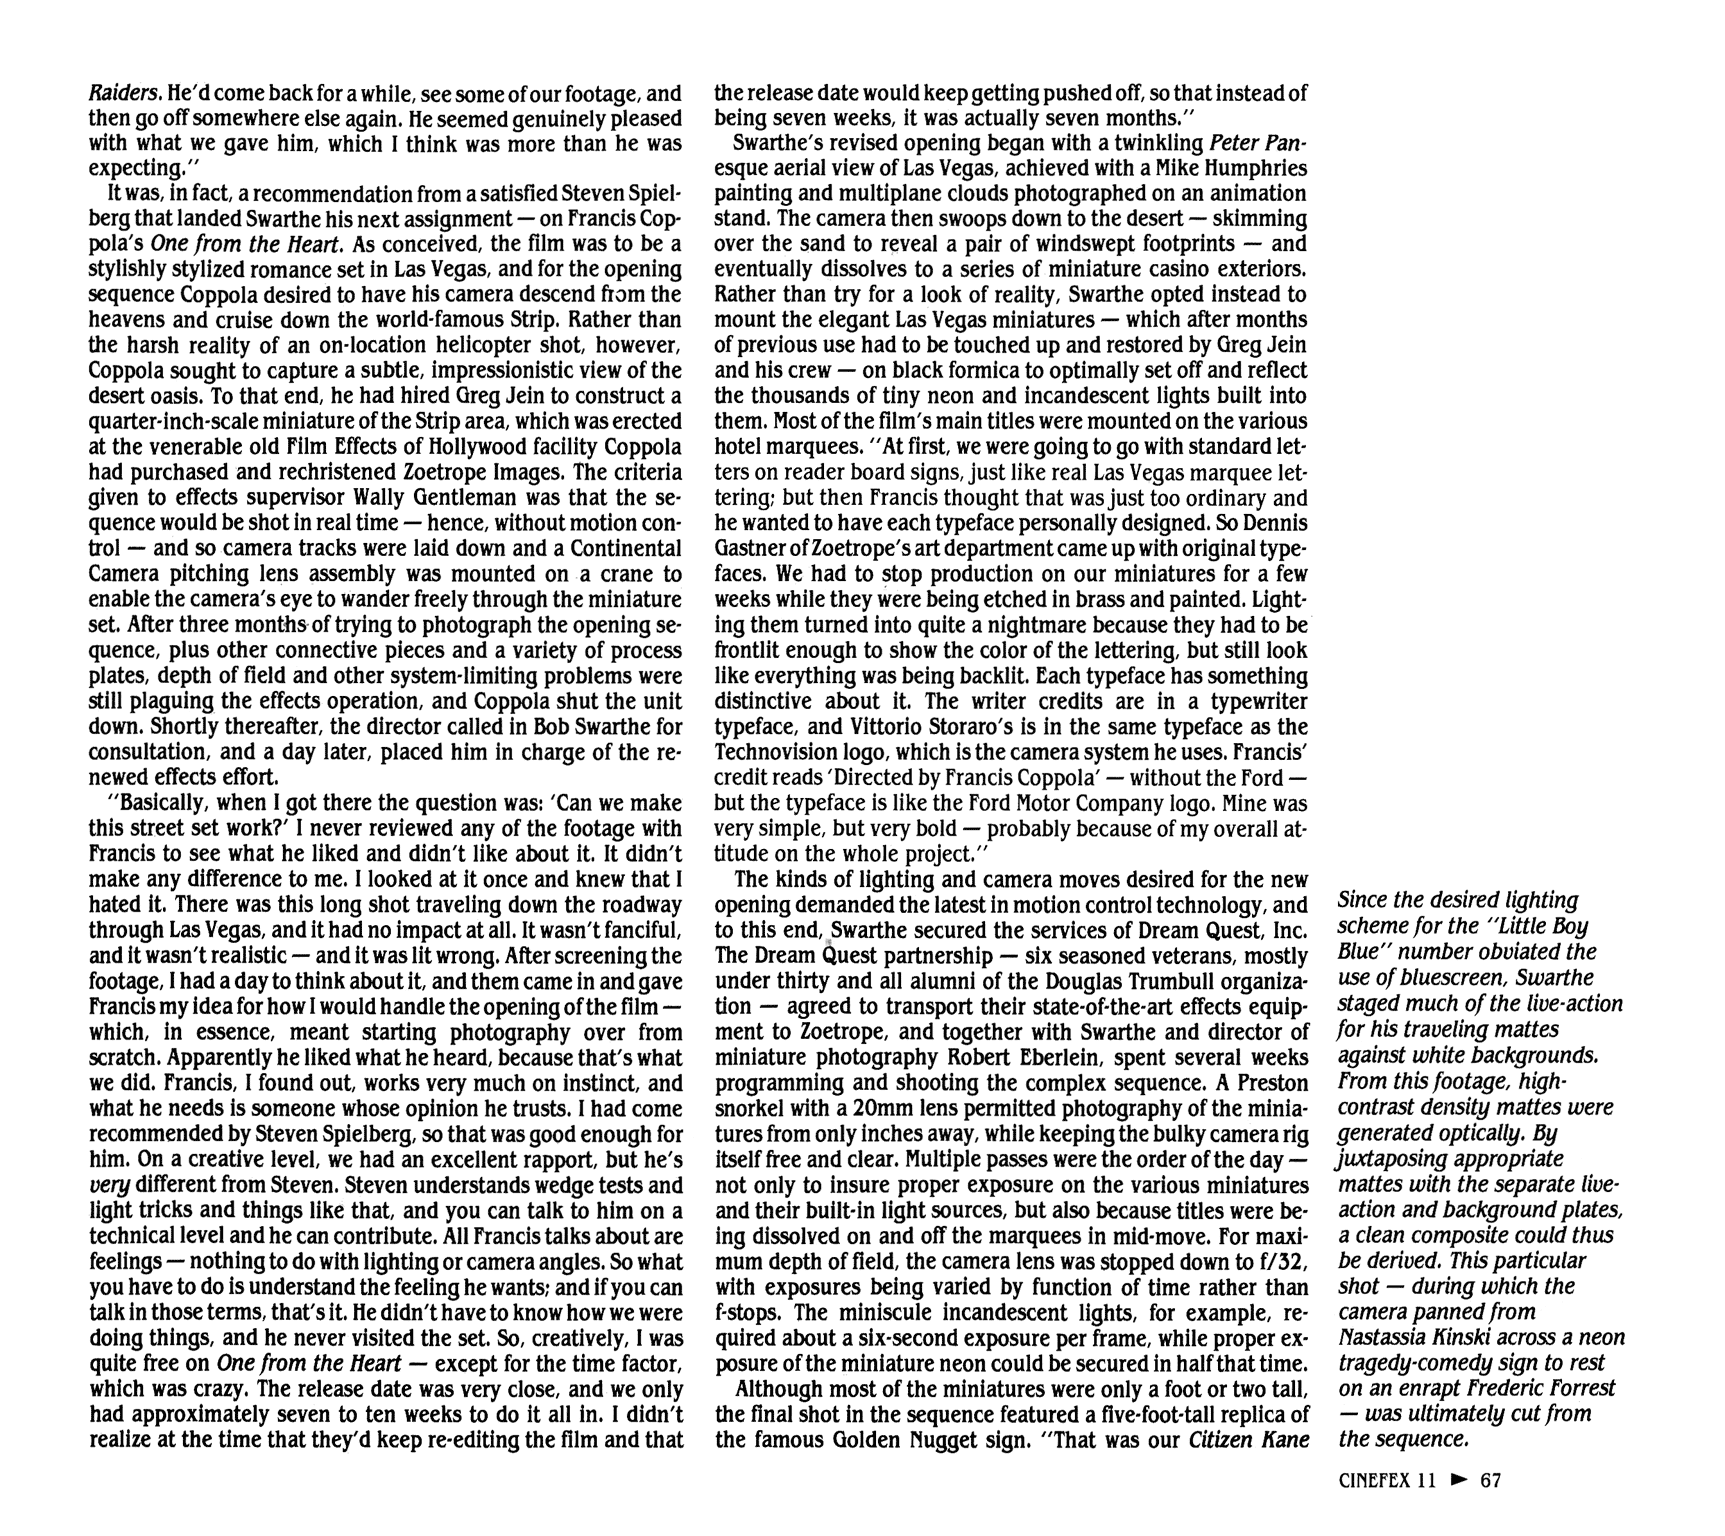 Raiders. He'd come back for a while, see some of our footage, and
then go off somewhere else again. He seemed genuinely pleased
with what we gave him, which I think was more than he was
expecting.''
It was, in fact, a recommendation from a satisfied Steven Spiel-
berg that landed Swarthe his next assignment — on Francis Cop-
pola's One from the Heart. As conceived, the film was to be a
stylishly stylized romance set in Las Vegas, and for the opening
sequence Coppola desired to have his camera descend from the
heavens and cruise down the world-famous Strip. Rather than
the harsh reality of an on-location helicopter shot, however,
Coppola sought to capture a subtle, impressionistic view of the
desert oasis. To that end, he had hired Greg Jein to construct a
quarter-inch-scale miniature of the Strip area, which was erected
at the venerable old Film Effects of Hollywood facility Coppola
had purchased and rechristened Zoetrope Images. The criteria
given to effects supervisor Wally Gentleman was that the se-
quence would be shot in real time — hence, without motion con-
trol — and so camera tracks were laid down and a Continental
Camera pitching lens assembly was mounted on a crane to
enable the camera's eye to wander freely through the miniature
set. After three months of trying to photograph the opening se-
quence, plus other connective pieces and a variety of process
plates, depth of field and other system-limiting problems were
still plaguing the effects operation, and Coppola shut the unit
down. Shortly thereafter, the director called in Bob Swarthe for
consultation, and a day later, placed him in charge of the re-
newed effects effort.
''Basically, when I got there the question was: 'Can we make
this street set work?' I never reviewed any of the footage with
Francis to see what he liked and didn't like about it. It didn't
make any difference to me. I looked at it once and knew that I
hated it. There was this long shot traveling down the roadway
through Las Vegas, and it had no impact at all. It wasn't fanciful,
and it wasn't realistic — and it was lit wrong. After screening the
footage, I had a day to think about it, and them came in and gave
Francis my idea for how I would handle the opening of the film —
which, in essence, meant starting photography over from
scratch. Apparently he liked what he heard, because that's what
we did. Francis, I found out, works very much on instinct, and
what he needs is someone whose opinion he trusts. I had come
recommended by Steven Spielberg, so that was good enough for
him. On a creative level, we had an excellent rapport, but he's
very different from Steven. Steven understands wedge tests and
light tricks and things like that, and you can talk to him on a
technical level and he can contribute. All Francis talks about are
feelings — nothing to do with lighting or camera angles. So what
you have to do is understand the feeling he wants; and if you can
talk in those terms, that's it. He didn't have to know how we were
doing things, and he never visited the set. So, creatively, I was
quite free on One from the Heart — except for the time factor,
which was crazy. The release date was very close, and we only
had approximately seven to ten weeks to do it all in. I didn't
realize at the time that they'd keep re-editing the film and that
the release date would keep getting pushed off, so that instead of
being seven weeks, it was actually seven months.''
Swarthe's revised opening began with a twinkling Peter Pan-
esque aerial view of Las Vegas, achieved with a Mike Humphries
painting and multiplane clouds photographed on an animation
stand. The camera then swoops down to the desert — skimming
over the sand to reveal a pair of windswept footprints — and
eventually dissolves to a series of miniature casino exteriors.
Rather than try for a look of reality, Swarthe opted instead to
mount the elegant Las Vegas miniatures — which after months
of previous use had to be touched up and restored by Greg Jein
and his crew — on black formica to optimally set off and reflect
the thousands of tiny neon and incandescent lights built into
them. Most of the film's main titles were mounted on the various
hotel marquees. ''At first, we were going to go with standard let-
ters on reader board signs, just like real Las Vegas marquee let-
tering; but then Francis thought that was just too ordinary and
he wanted to have each typeface personally designed. So Dennis
Gastner of Zoetrope's art department came up with original type-
faces. We had to stop production on our miniatures for a few
weeks while they were being etched in brass and painted. Light-
ing them turned into quite a nightmare because they had to be
frontlit enough to show the color of the lettering, but still look
like everything was being backlit. Each typeface has something
distinctive about it. The writer credits are in a typewriter
typeface, and Vittorio Storaro's is in the same typeface as the
Technovision logo, which is the camera system he uses. Francis'
credit reads 'Directed by Francis Coppola' — without the Ford —
but the typeface is like the Ford Motor Company logo. Mine was
very simple, but very bold — probably because of my overall at-
titude on the whole project.''
The kinds of lighting and camera moves desired for the new
opening demanded the latest in motion control technology, and
to this end, Swarthe secured the services of Dream Quest, Inc.
The Dream Quest partnership — six seasoned veterans, mostly
under thirty and all alumni of the Douglas Trumbull organiza-
tion — agreed to transport their state-of-the-art effects equip-
ment to Zoetrope, and together with Swarthe and director of
miniature photography Robert Eberlein, spent several weeks
programming and shooting the complex sequence. A Preston
snorkel with a 20mm lens permitted photography of the minia-
tures from only inches away, while keeping the bulky camera rig
itself free and clear. Multiple passes were the order of the day —
not only to insure proper exposure on the various miniatures
and their built-in light sources, but also because titles were be-
ing dissolved on and off the marquees in mid-move. For maxi-
mum depth of field, the camera lens was stopped down to f/32,
with exposures being varied by function of time rather than
f-stops. The miniscule incandescent lights, for example, re-
quired about a six-second exposure per frame, while proper ex-
posure of the miniature neon could be secured in half that time.
Although most of the miniatures were only a foot or two tall,
the final shot in the sequence featured a five-foot-tall replica of
the famous Golden Nugget sign. ''That was our Citizen Kane
Since the desired lighting
scheme for the ''Little Boy
Blue'' number obviated the
use of bluescreen, Swarthe
staged much of the live-action
for his traveling mattes
against white backgrounds.
From this footage, high-
contrast density mattes were
generated optically. By
juxtaposing appropriate
mattes with the separate live-
action and background plates,
a clean composite could thus
be derived. This particular
shot — during which the
camera panned from
Nastassia Kinski across a neon
tragedy-comedy sign to rest
on an enrapt Frederic Forrest
— was ultimately cut from
the sequence.
CINEFEX 11 ► 67